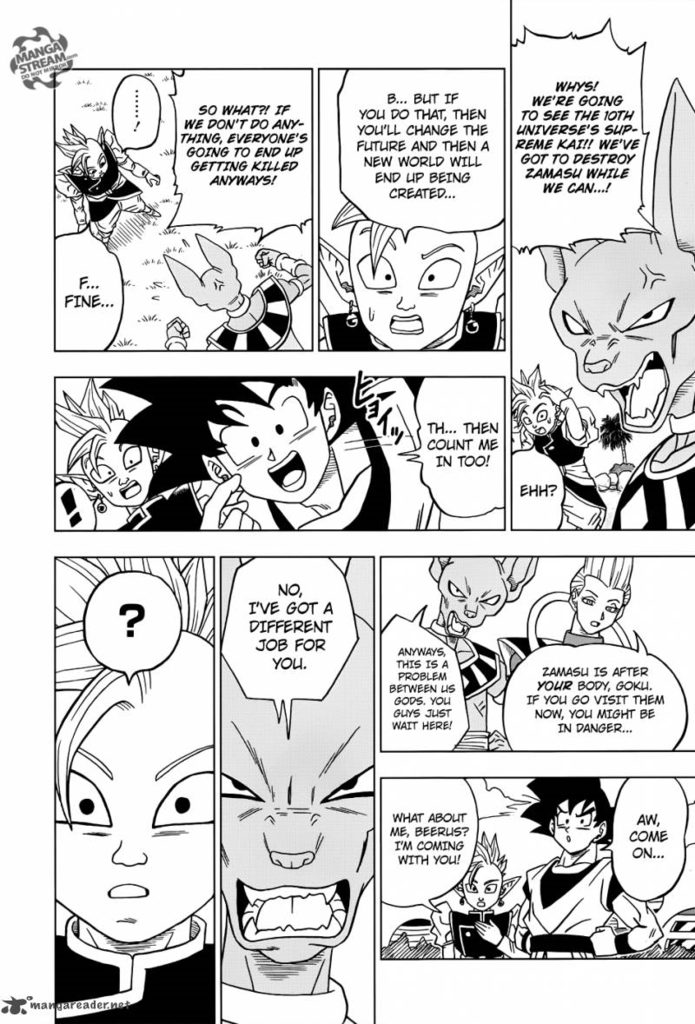 WHYS!
WE'RE GOING
TO SEE THE 10TH
UNIVERSE'S SUP-
REME KAI!! WE'VE
GOT TO DESTROY
ZAMASU WHILE
WE CAN...!
EHH?
B... BUT IF
YOU DO THAT, THEN
YOU'LL CHANGE THE
FUTURE AND THEN A
NEW WORLD WILL
END UP BEING
CREATED...
SO WHAT?! IF
WE DON'T DO ANY-
THING, EVERYONE'S
GOING TO END UP
GETTING KILLED
ANYWAYS!
......
F...
FINE...
ヒョイッ
TH... THEN
COUNT ME
IN TOO!
!!
ZAMASU IS AFTER
YOUR BODY, GOKU.
IF YOU GO VISIT THEM
NOW, YOU MIGHT BE
IN DANGER...
ANYWAYS,
THIS IS A
PROBLEM
BETWEEN US
GODS. YOU
GUYS JUST
WAIT HERE!
AW,
COME
ON...
WHAT ABOUT
ME, BEERUS?
I'M COMING
WITH YOU!
NO,
I'VE GOT A
DIFFERENT
JOB FOR
YOU.
?
MANGA
STREAM.com
DO NOT MIRROR
mangareader.net